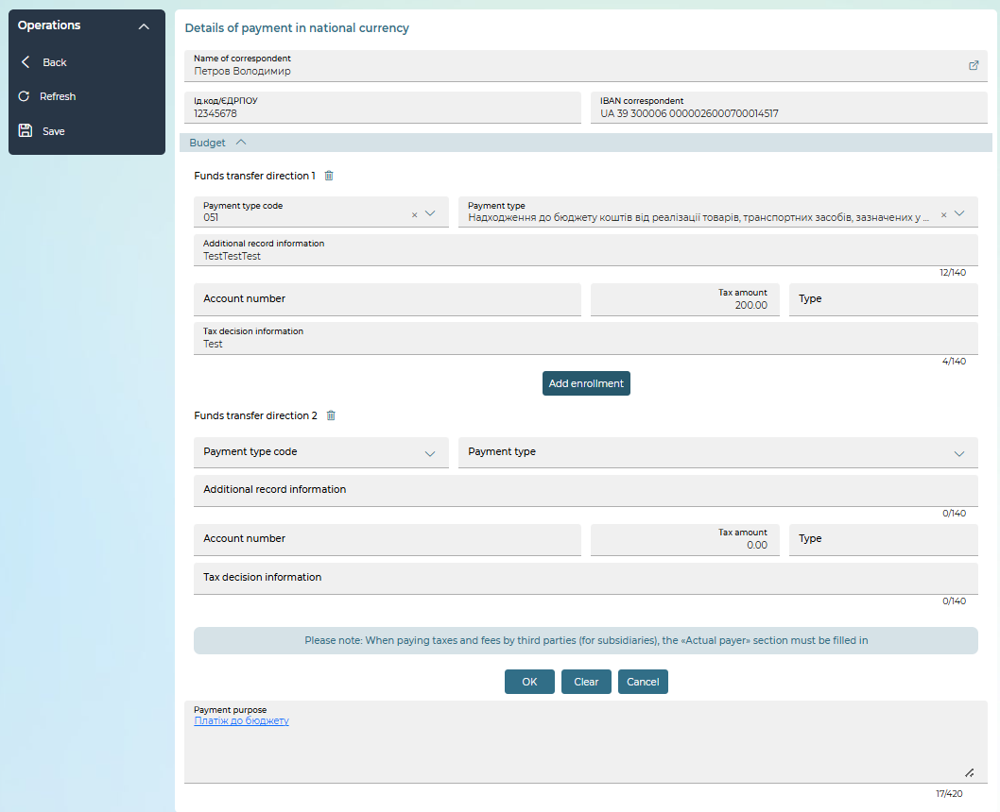 Operations
Back
Refresh
Save
Details of payment in national currency
Name of correspondent
Петров Володимир
Ід.код/ЄДРПОУ
12345678
IBAN correspondent
UA 39 300006 0000026000700014517
Budget
Funds transfer direction 1
Payment type code
051
Payment type
Надходження до бюджету коштів від реалізації товарів, транспортних засобів, зазначених у ...
Additional record information
TestTestTest
12/140
Account number
Tax amount
200.00
Type
Tax decision information
Test
4/140
Add enrollment
Funds transfer direction 2
Payment type code
Payment type
Additional record information
0/140
Account number
Tax amount
0.00
Type
Tax decision information
0/140
Please note: When paying taxes and fees by third parties (for subsidiaries), the «Actual payer» section must be filled in
OK
Clear
Cancel
Payment purpose
Платіж до бюджету
17/420